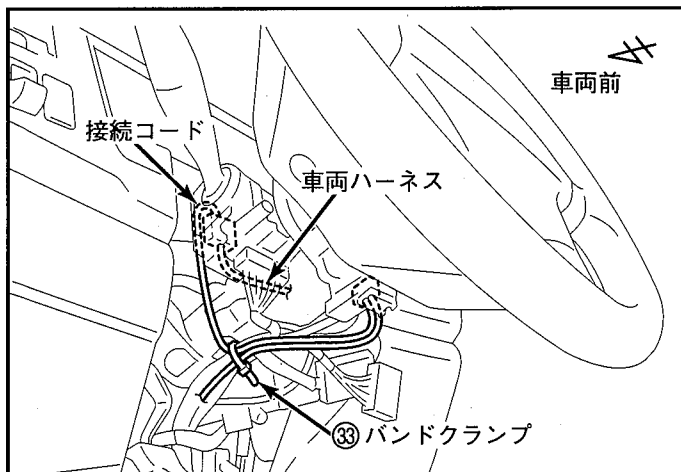 車両前
接続コード
車両ハーネス
㉝バンドクランプ